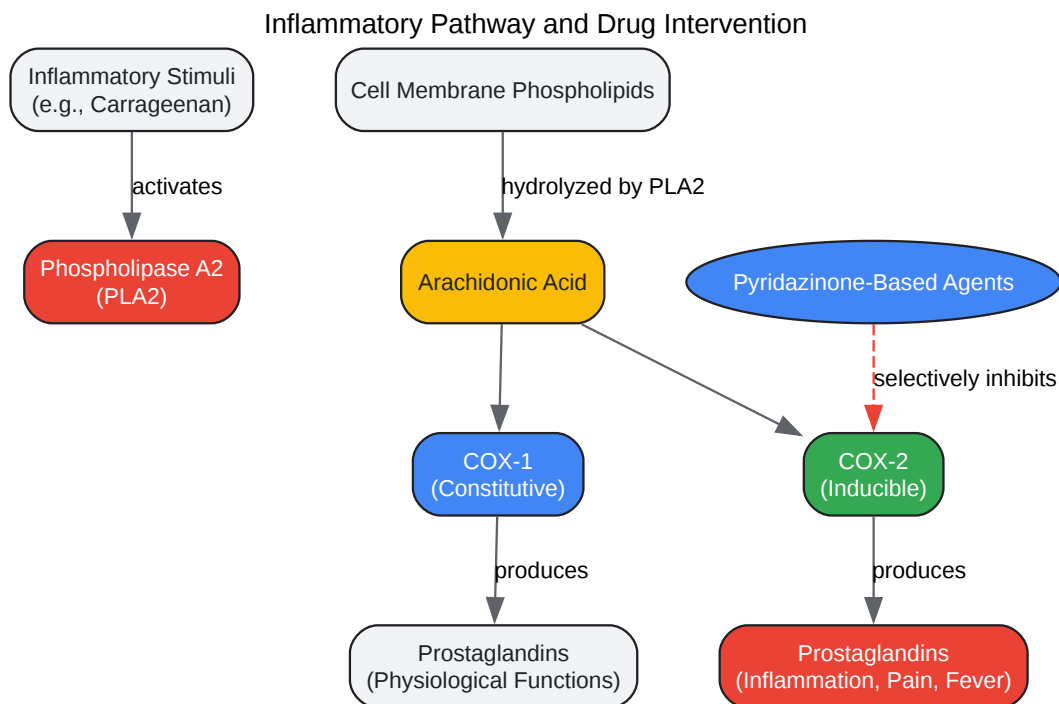 Inflammatory Pathway and Drug Intervention
Inflammatory Stimuli
(e.g., Carrageenan)
Cell Membrane Phospholipids
activates
hydrolyzed by PLA2
Phospholipase A2
(PLA2)
Arachidonic Acid
Pyridazinone-Based Agents
selectively inhibits
COX-1
(Constitutive)
COX-2
(Inducible)
produces
produces
Prostaglandins
(Physiological Functions)
Prostaglandins
(Inflammation, Pain, Fever)